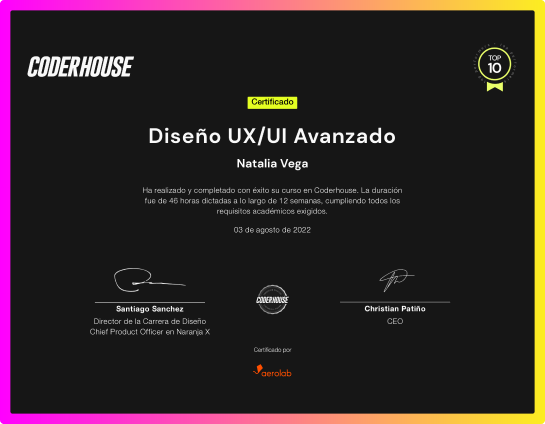 CODERHOUSE
TOP
10
Certificado
Diseño UX/UI Avanzado
Natalia Vega
Ha realizado y completado con éxito su curso en Coderhouse. La duración
fue de 46 horas dictadas a lo largo de 12 semanas, cumpliendo todos los
requisitos académicos exigidos.
03 de agosto de 2022
Santiago Sanchez
Director de la Carrera de Diseño
Chief Product Officer en Naranja X
CODERHOUSE
Christian Patiño
CEO
Certificado por
aerolab